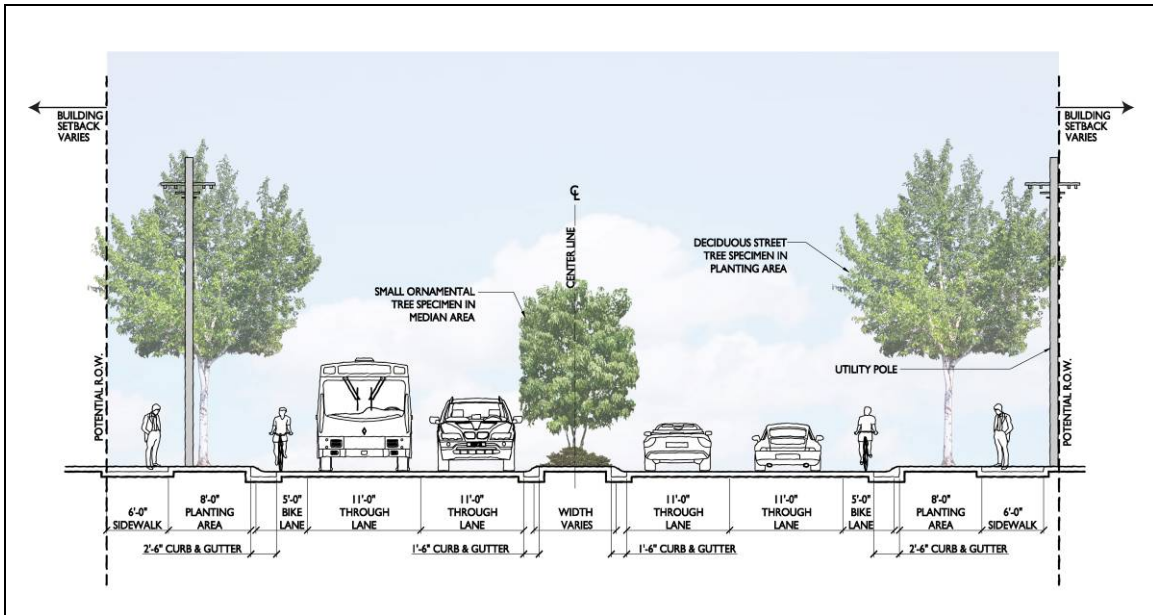 BUILDING
SETBACK
VARIES
BUILDING
SETBACK
VARIES
℄
CENTER LINE
DECIDUOUS STREET
TREE SPECIMEN IN
PLANTING AREA
SMALL ORNAMENTAL
TREE SPECIMEN IN
MEDIAN AREA
UTILITY POLE
POTENTIAL R.O.W.
POTENTIAL R.O.W.
6'-0"
SIDEWALK
8'-0"
PLANTING
AREA
5'-0"
BIKE
LANE
11'-0"
THROUGH
LANE
11'-0"
THROUGH
LANE
WIDTH
VARIES
11'-0"
THROUGH
LANE
11'-0"
THROUGH
LANE
5'-0"
BIKE
LANE
8'-0"
PLANTING
AREA
6'-0"
SIDEWALK
2'-6" CURB & GUTTER
1'-6" CURB & GUTTER
1'-6" CURB & GUTTER
2'-6" CURB & GUTTER